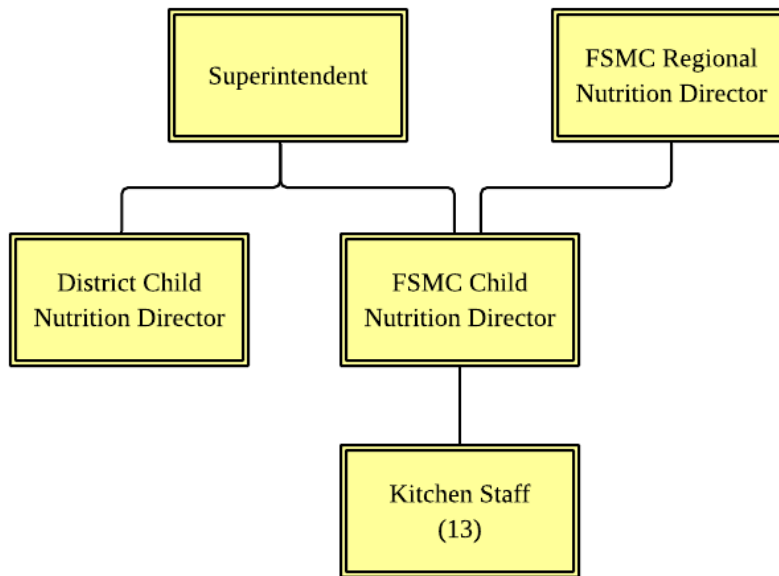 Superintendent
FSMC Regional
Nutrition Director
District Child
Nutrition Director
FSMC Child
Nutrition Director
Kitchen Staff
(13)